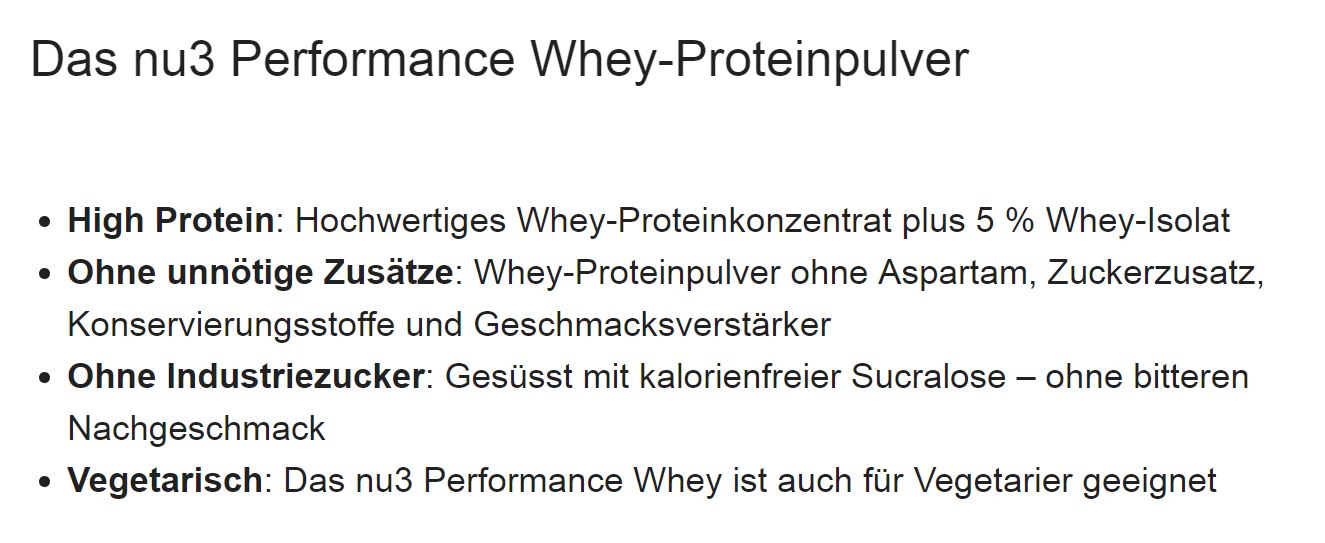 Das nu3 Performance Whey-Proteinpulver
• High Protein: Hochwertiges Whey-Proteinkonzentrat plus 5 % Whey-Isolat
• Ohne unnötige Zusätze: Whey-Proteinpulver ohne Aspartam, Zuckerzusatz,
Konservierungsstoffe und Geschmacksverstärker
• Ohne Industriezucker: Gesüsst mit kalorienfreier Sucralose – ohne bitteren
Nachgeschmack
• Vegetarisch: Das nu3 Performance Whey ist auch für Vegetarier geeignet